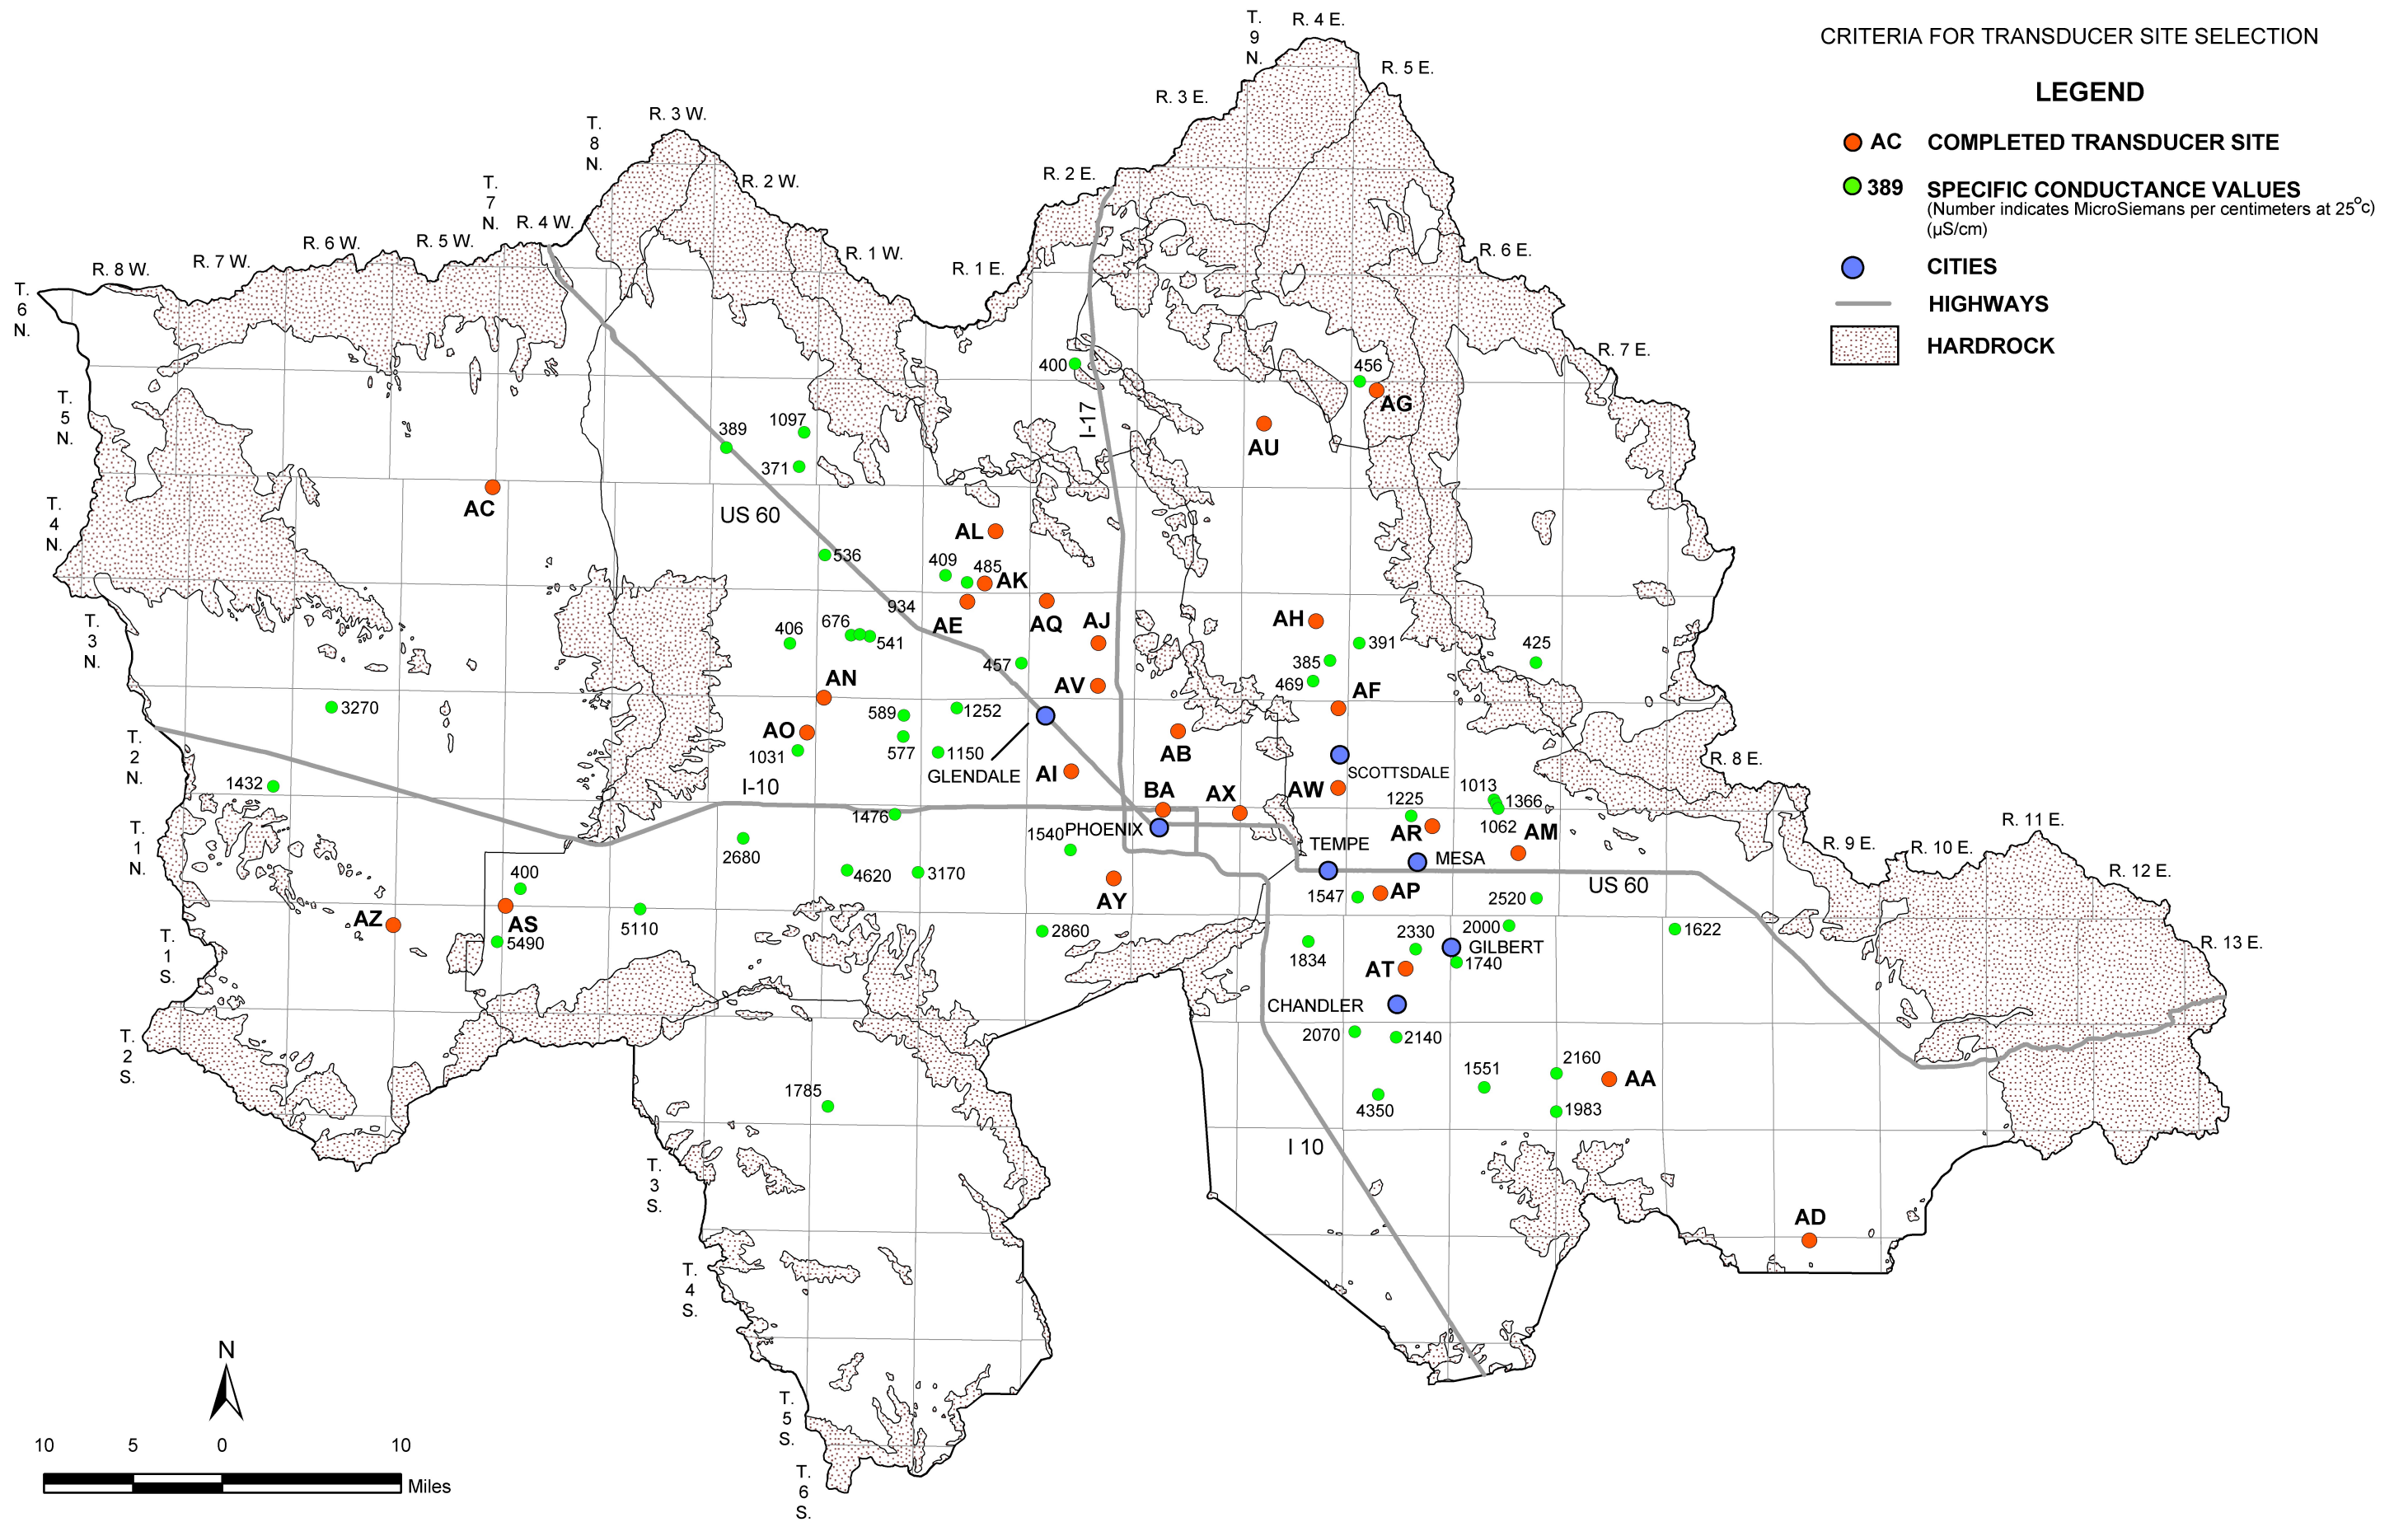 CRITERIA FOR TRANSDUCER SITE SELECTION
LEGEND
AC COMPLETED TRANSDUCER SITE
389 SPECIFIC CONDUCTANCE VALUES
(Number indicates MicroSiemans per centimeters at 25°c)
(µS/cm)
CITIES
HIGHWAYS
HARDROCK
T. 9 N.
R. 4 E.
R. 5 E.
R. 3 E.
R. 3 W.
T. 8 N.
R. 2 E.
R. 2 W.
T. 7 N.
R. 4 W.
R. 5 W.
R. 6 W.
R. 7 W.
R. 8 W.
R. 1 W.
R. 1 E.
R. 6 E.
T. 6 N.
R. 7 E.
400
456
AG
I-17
T. 5 N.
389
1097
371
AU
AC
T. 4 N.
US 60
AL
536
409
485
AK
934
AE
AQ
AJ
AH
T. 3 N.
406
676
541
457
391
385
469
425
AN
AV
AF
3270
589
1252
AO
577
1150
1031
GLENDALE
AI
AB
T. 2 N.
SCOTTSDALE
R. 8 E.
1432
I-10
BA
AX
AW
1013
1366
1062
1225
AR
AM
1476
1540
PHOENIX
T. 1 N.
2680
TEMPE
MESA
R. 9 E.
R. 10 E.
R. 11 E.
R. 12 E.
400
4620
3170
AY
1547
AP
US 60
2520
AZ
AS
5110
5490
2860
2000
1622
T. 1 S.
1834
2330
GILBERT
1740
R. 13 E.
AT
CHANDLER
T. 2 S.
2070
2140
1551
2160
AA
1785
4350
1983
I 10
T. 3 S.
AD
T. 4 S.
N
T. 5 S.
10 5 0 10
Miles
T. 6 S.